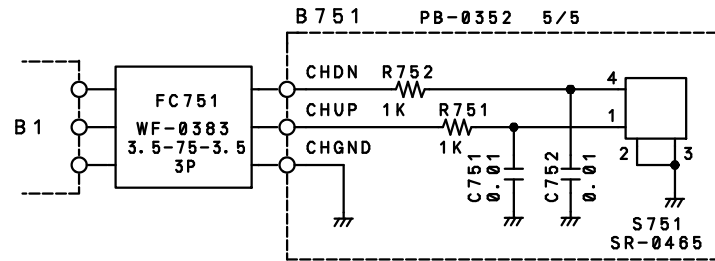 B751 PB-0352 5/5
CHDN R752 4
FC751
1K
B1 WF-0383 CHUP R751 1
3.5-75-3.5 CHGND 1K 2 3
3P
C751 0.01 C752 0.01
S751
SR-0465